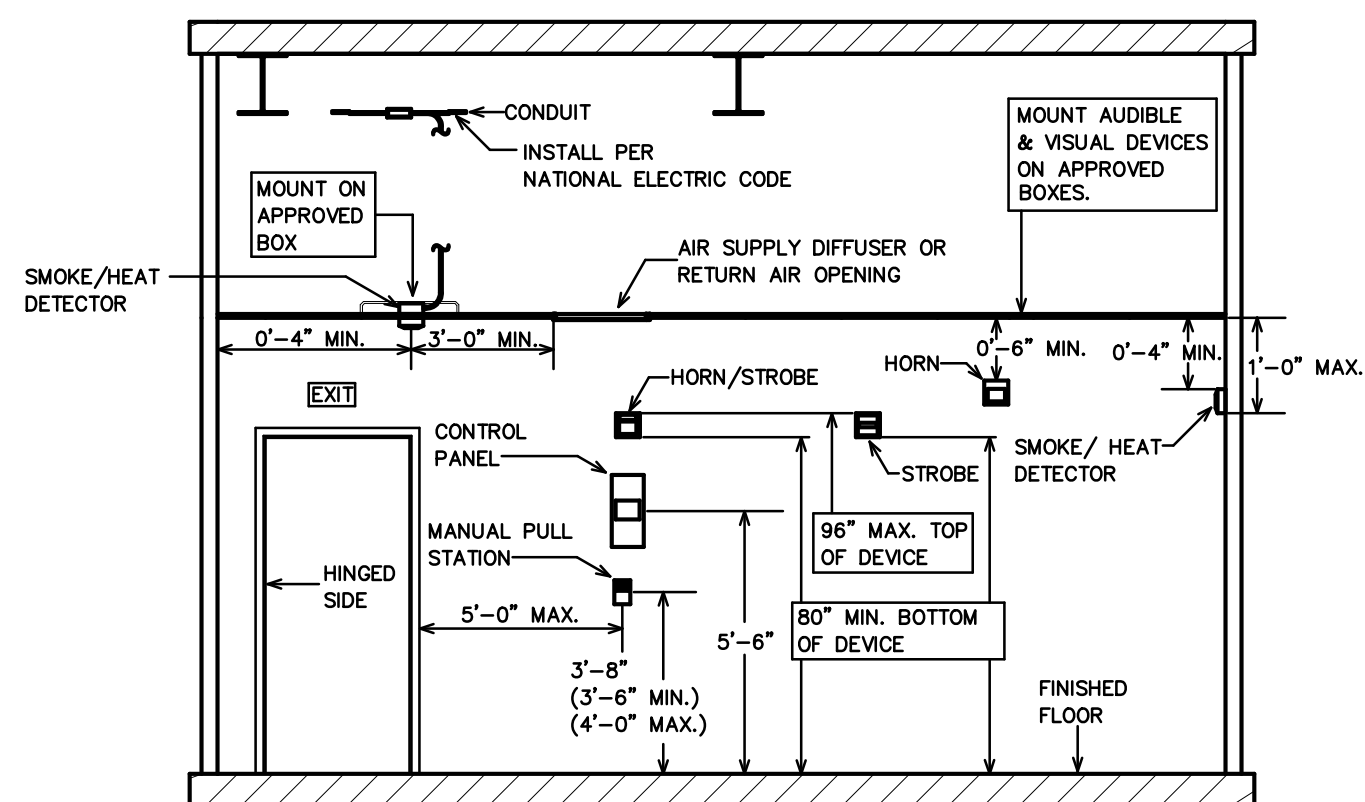 CONDUIT
INSTALL PER
NATIONAL ELECTRIC CODE
MOUNT AUDIBLE
& VISUAL DEVICES
ON APPROVED
BOXES.
MOUNT ON
APPROVED
BOX
SMOKE/HEAT
DETECTOR
AIR SUPPLY DIFFUSER OR
RETURN AIR OPENING
0'-4" MIN.
3'-0" MIN.
0'-6" MIN.
0'-4" MIN.
1'-0" MAX.
HORN
EXIT
HORN/STROBE
CONTROL
PANEL
STROBE
SMOKE/ HEAT
DETECTOR
96" MAX. TOP
OF DEVICE
MANUAL PULL
STATION
HINGED
SIDE
5'-0" MAX.
80" MIN. BOTTOM
OF DEVICE
5'-6"
3'-8"
(3'-6" MIN.)
(4'-0" MAX.)
FINISHED
FLOOR